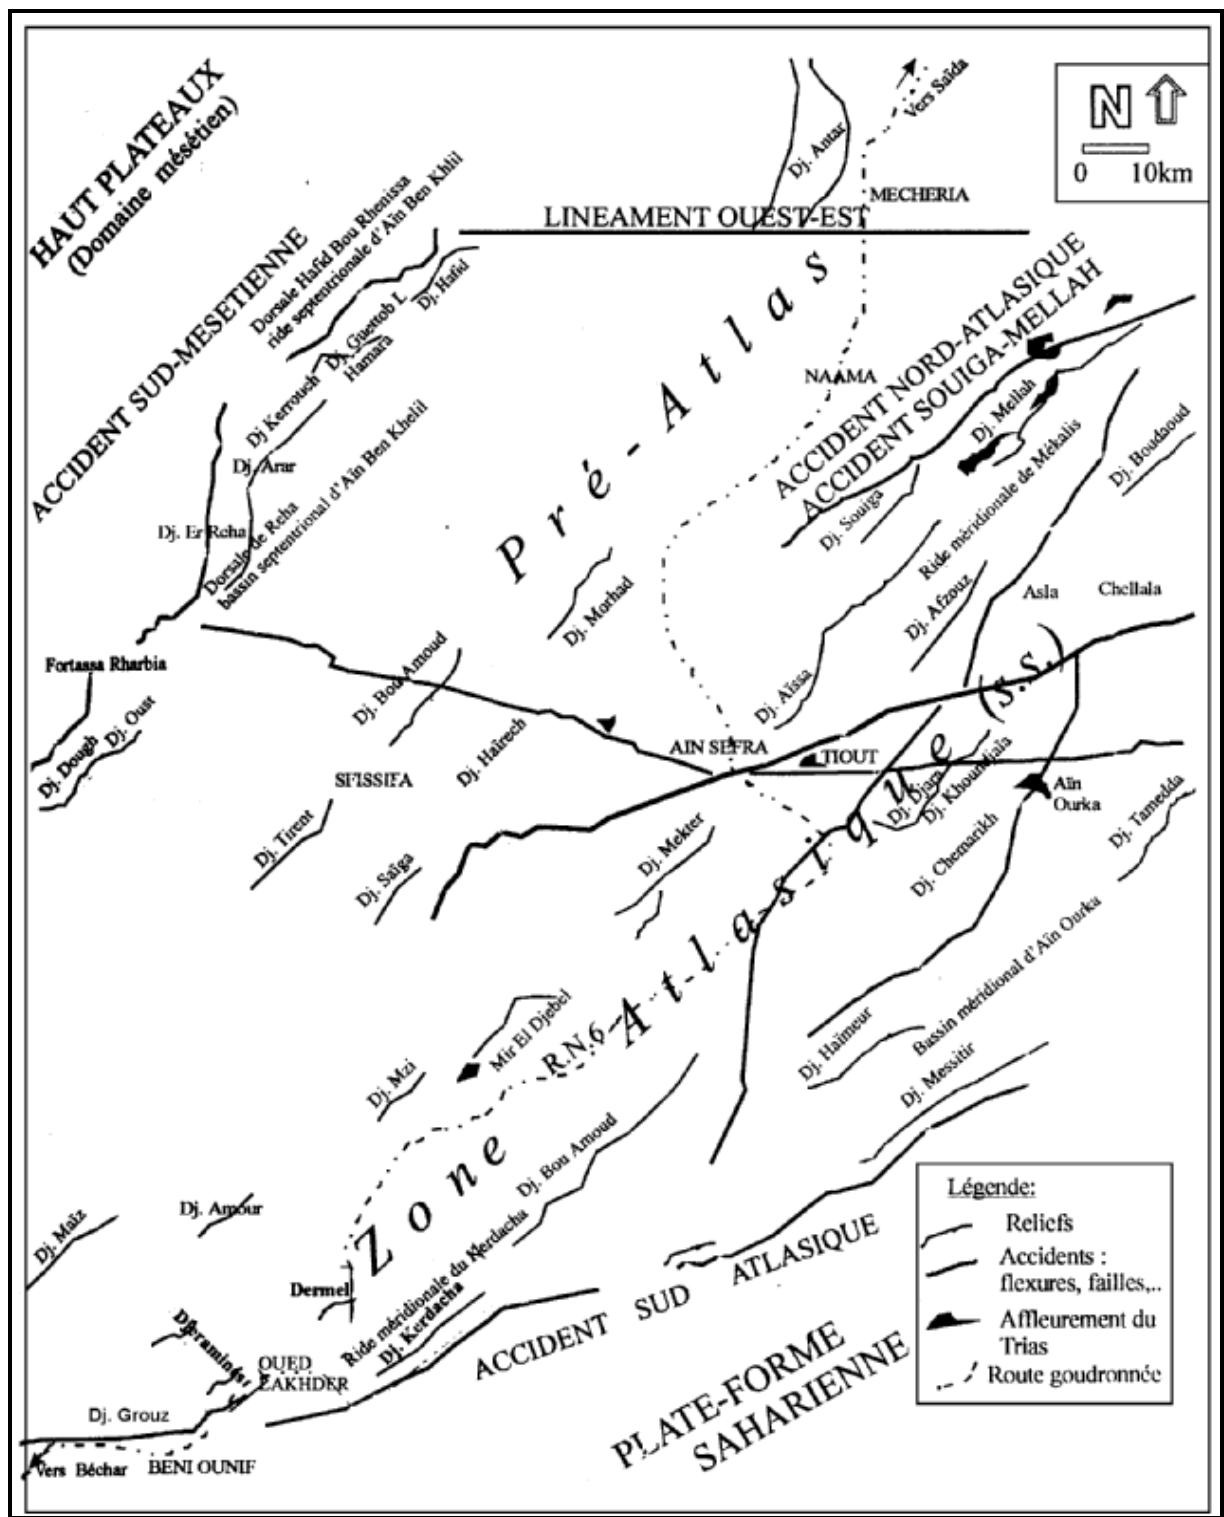 HAUT PLATEAUX
(Domaine mésétien)
ACCIDENT SUD-MESETIENNE
Dorsale Hafid Bou Rhenissa
ride septentrionale d'Aïn Ben Khlil
Dj. Antar
Vers Saïda
N
0 10km
MECHERIA
LINEAMENT OUEST-EST
Dj. Hafid
Dj. Guettob L
Hamara
Dj Kerrouch
Dj. Arar
Dj. Er Rcha
Dorsale de Rcha
bassin septentrional d'Aïn Ben Khelil
Pré-Atlas
NAAMA
ACCIDENT NORD-ATLASIQUE
ACCIDENT SOUIGA-MELLAH
Dj. Mellah
Dj. Souiga
Ride méridionale de Mékalis
Dj. Boudaoud
Dj. Morhad
Dj. Afzouz
Asla
Chellala
Fortassa Rharbia
Dj. Bou Amoud
Dj. Aïssa
Dj. Oust
Dj. Dough
Dj. Haïrech
SFISSIFA
AIN SEFRA
TIOUT
Dj. Djara
Dj. Khoundjaïa
Aïn
Ourka
Dj. Tamedda
Dj. Tirent
Dj. Saïga
Dj. Mekter
Dj. Chemarikh
Zone Atlasique (s.s.)
Bassin méridional d'Aïn Ourka
Dj. Haïmeur
Dj. Messitir
Mir El Djebel
R.N.6
Dj. Mzi
Dj. Bou Amoud
Dj. Amour
Dj. Maïz
Dermel
Ride méridionale du Kerdacha
Dj. Kerdacha
Djeraminés
OUED
ZAKHDER
Dj. Grouz
Vers Béchar
BENI OUNIF
ACCIDENT SUD ATLASIQUE
PLATE-FORME
SAHARIENNE
Légende:
Reliefs
Accidents :
flexures, failles,..
Affleurement du
Trias
Route goudronnée